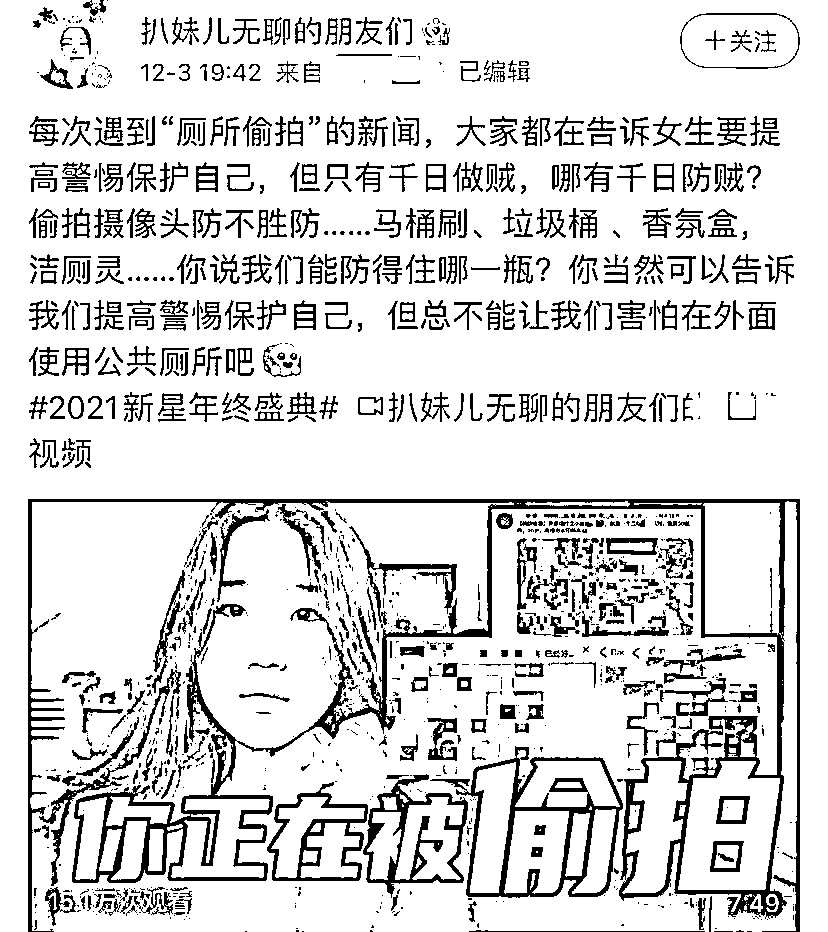 扒妹儿无聊的朋友们
+关注
12-3 19:42 来自 已编辑
每次遇到“厕所偷拍”的新闻，大家都在告诉女生要提
高警惕保护自己，但只有千日做贼，哪有千日防贼？
偷拍摄像头防不胜防……马桶刷、垃圾桶 、香氛盒，
洁厕灵……你说我们能防得住哪一瓶？你当然可以告诉
我们提高警惕保护自己，但总不能让我们害怕在外面
使用公共厕所吧
#2021新星年终盛典# 扒妹儿无聊的朋友们的
视频
你正在被偷拍
15.1万次观看
7:49